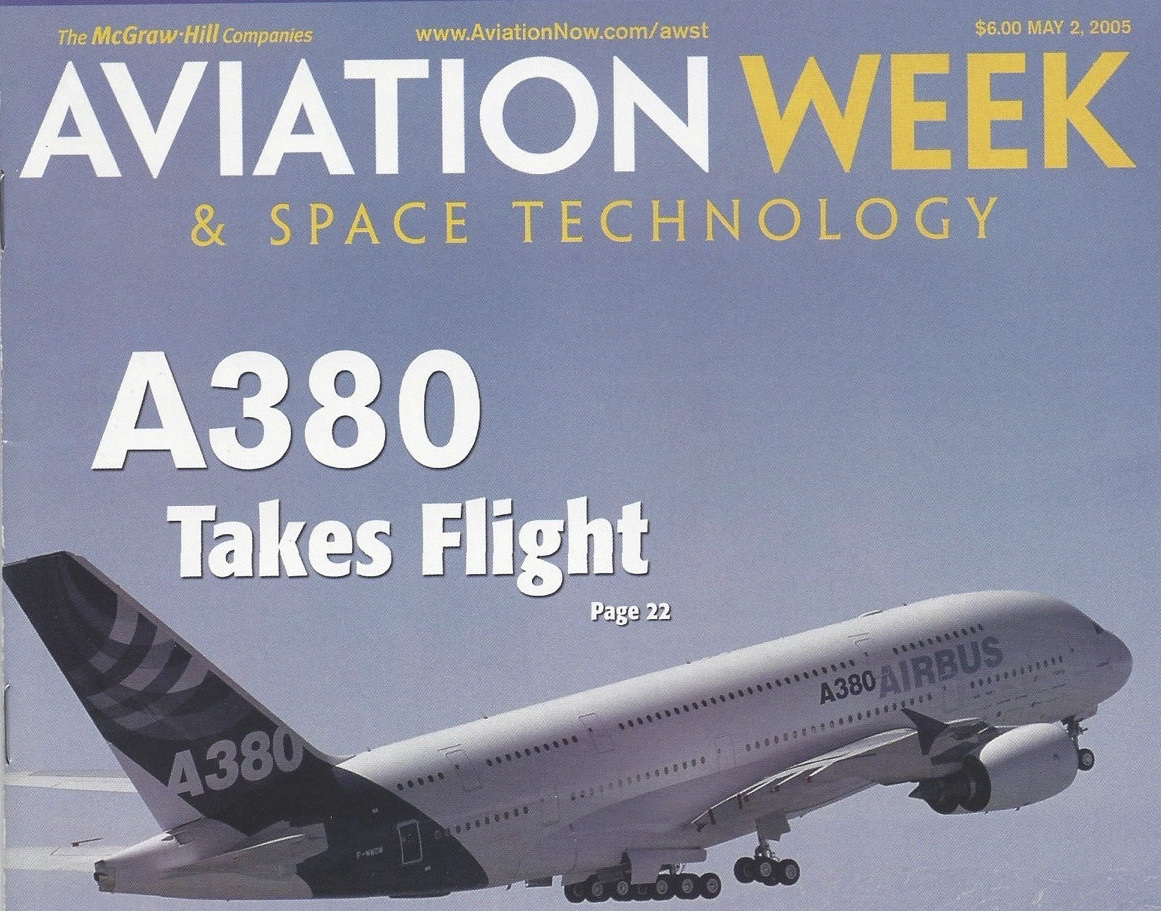 The McGraw·Hill Companies www.AviationNow.com/awst $6.00 MAY 2, 2005
AVIATION WEEK
& SPACE TECHNOLOGY
A380
Takes Flight
Page 22
A380 AIRBUS
A380
F-WWOW